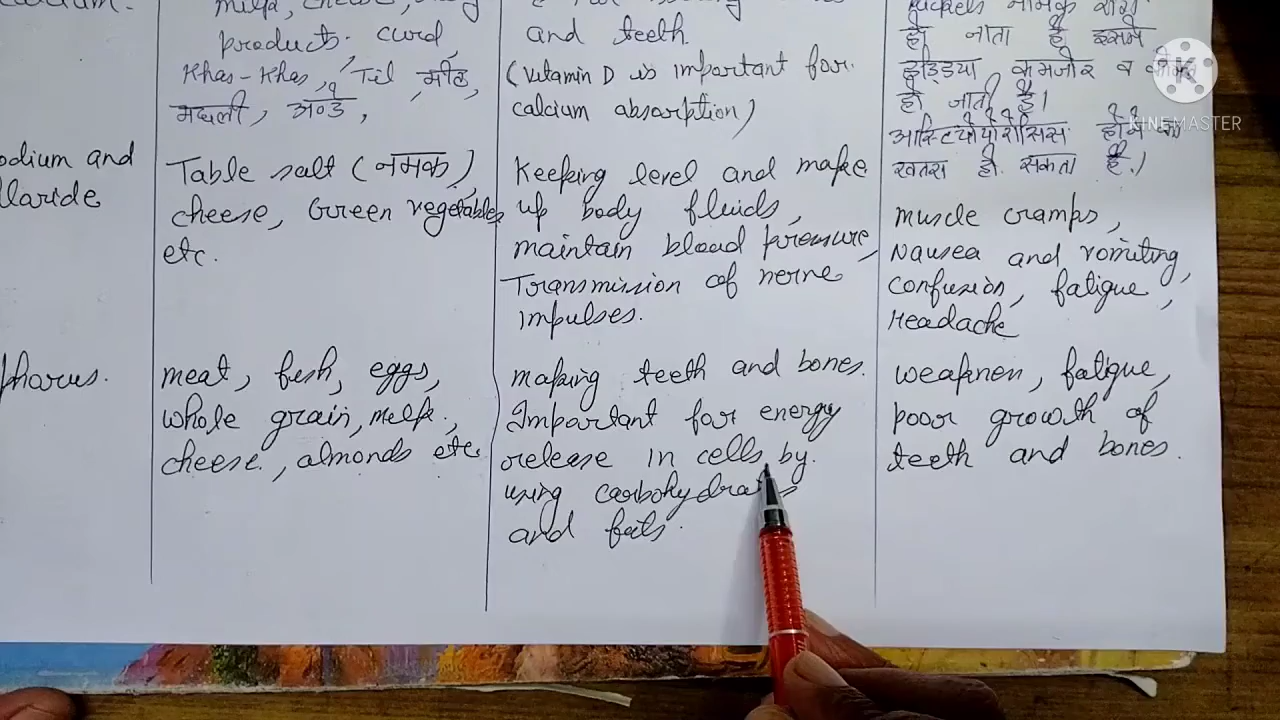 products. curd,
Khas-Khas, Til, मीठ,
मछली, अण्डे,
and teeth
(vitamin D is important for
calcium absorption)
Rickets नामक रोग
हो जाता है इसमें
हड्डिया कमजोर व
हो जाती है।
आस्टियोपोरोसिस होने का
खतरा हो सकता है।
odium and
Table salt (नमक),
cheese, Green vegetables
etc.
Keeping level and make
up body fluids,
maintain blood pressure,
Transmission of nerve
impulses.
muscle cramps,
Nausea and vomiting,
confusion, fatigue,
Headache
phorus.
meat, fish, eggs,
whole grain, milk,
cheese, almonds etc
making teeth and bones.
Important for energy
release in cells by
using carbohydrates
and fats.
weakness, fatigue,
poor growth of
teeth and bones.
KINEMASTER